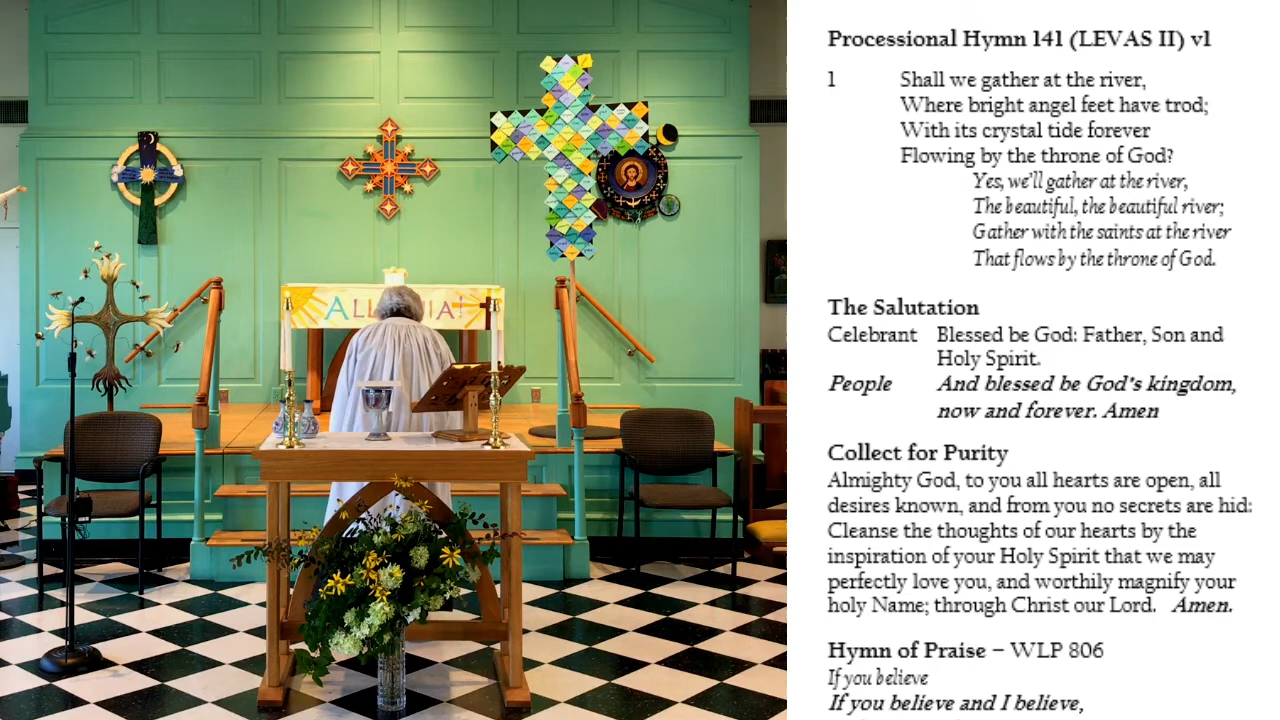 ALL IA!
Processional Hymn 141 (LEVAS II) v1
1 Shall we gather at the river,
Where bright angel feet have trod;
With its crystal tide forever
Flowing by the throne of God?
Yes, we'll gather at the river,
The beautiful, the beautiful river;
Gather with the saints at the river
That flows by the throne of God.
The Salutation
Celebrant Blessed be God: Father, Son and
Holy Spirit.
People And blessed be God's kingdom,
now and forever. Amen
Collect for Purity
Almighty God, to you all hearts are open, all
desires known, and from you no secrets are hid:
Cleanse the thoughts of our hearts by the
inspiration of your Holy Spirit that we may
perfectly love you, and worthily magnify your
holy Name; through Christ our Lord. Amen.
Hymn of Praise – WLP 806
If you believe
If you believe and I believe,